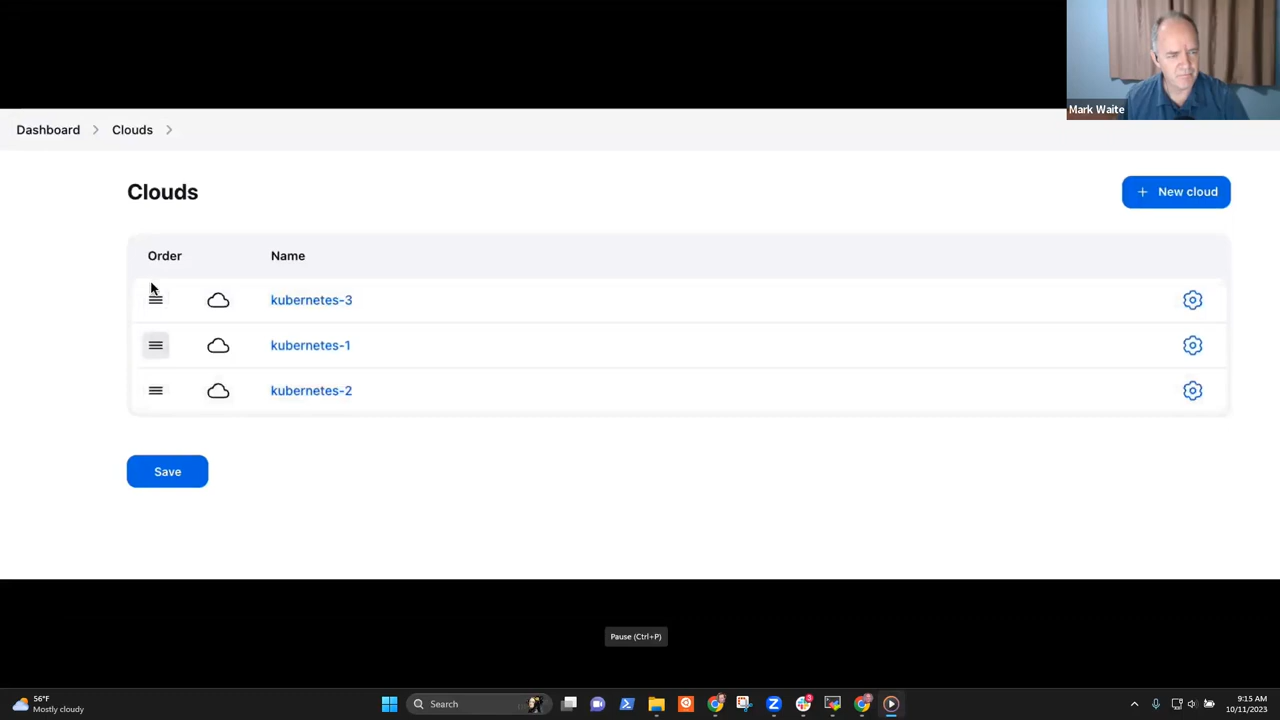 Mark Waite
Dashboard
Clouds
Clouds
+ New cloud
Order Name
kubernetes-3
kubernetes-1
kubernetes-2
Save
Pause (Ctrl+P)
56°F
Mostly cloudy
Search
3
9:15 AM
10/11/2023